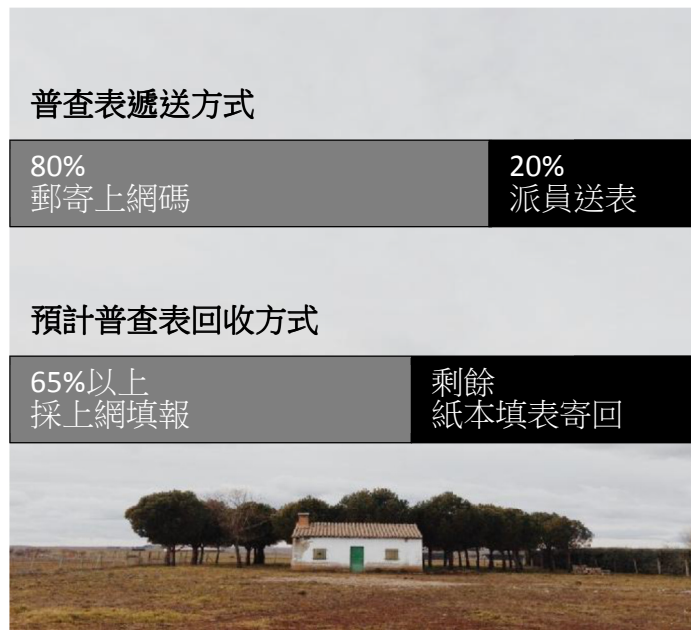 普查表遞送方式
80%
郵寄上網碼
20%
派員送表
預計普查表回收方式
65%以上
採上網填報
剩餘
紙本填表寄回